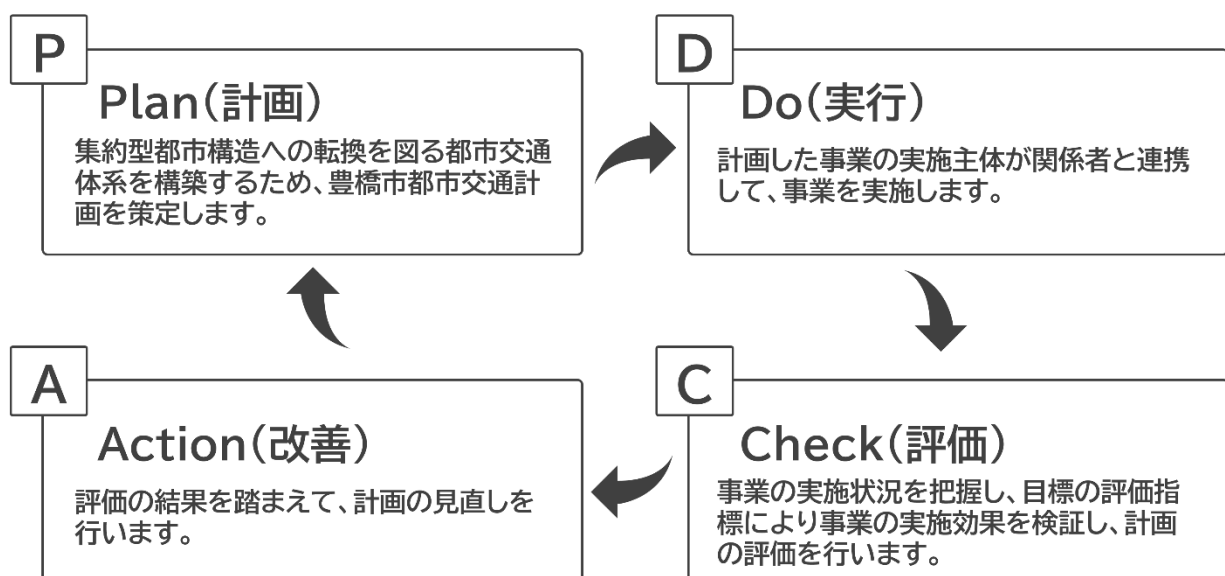 P
Plan(計画)
集約型都市構造への転換を図る都市交通
体系を構築するため、豊橋市都市交通計
画を策定します。
D
Do(実行)
計画した事業の実施主体が関係者と連携
して、事業を実施します。
A
Action(改善)
評価の結果を踏まえて、計画の見直しを
行います。
C
Check(評価)
事業の実施状況を把握し、目標の評価指
標により事業の実施効果を検証し、計画
の評価を行います。